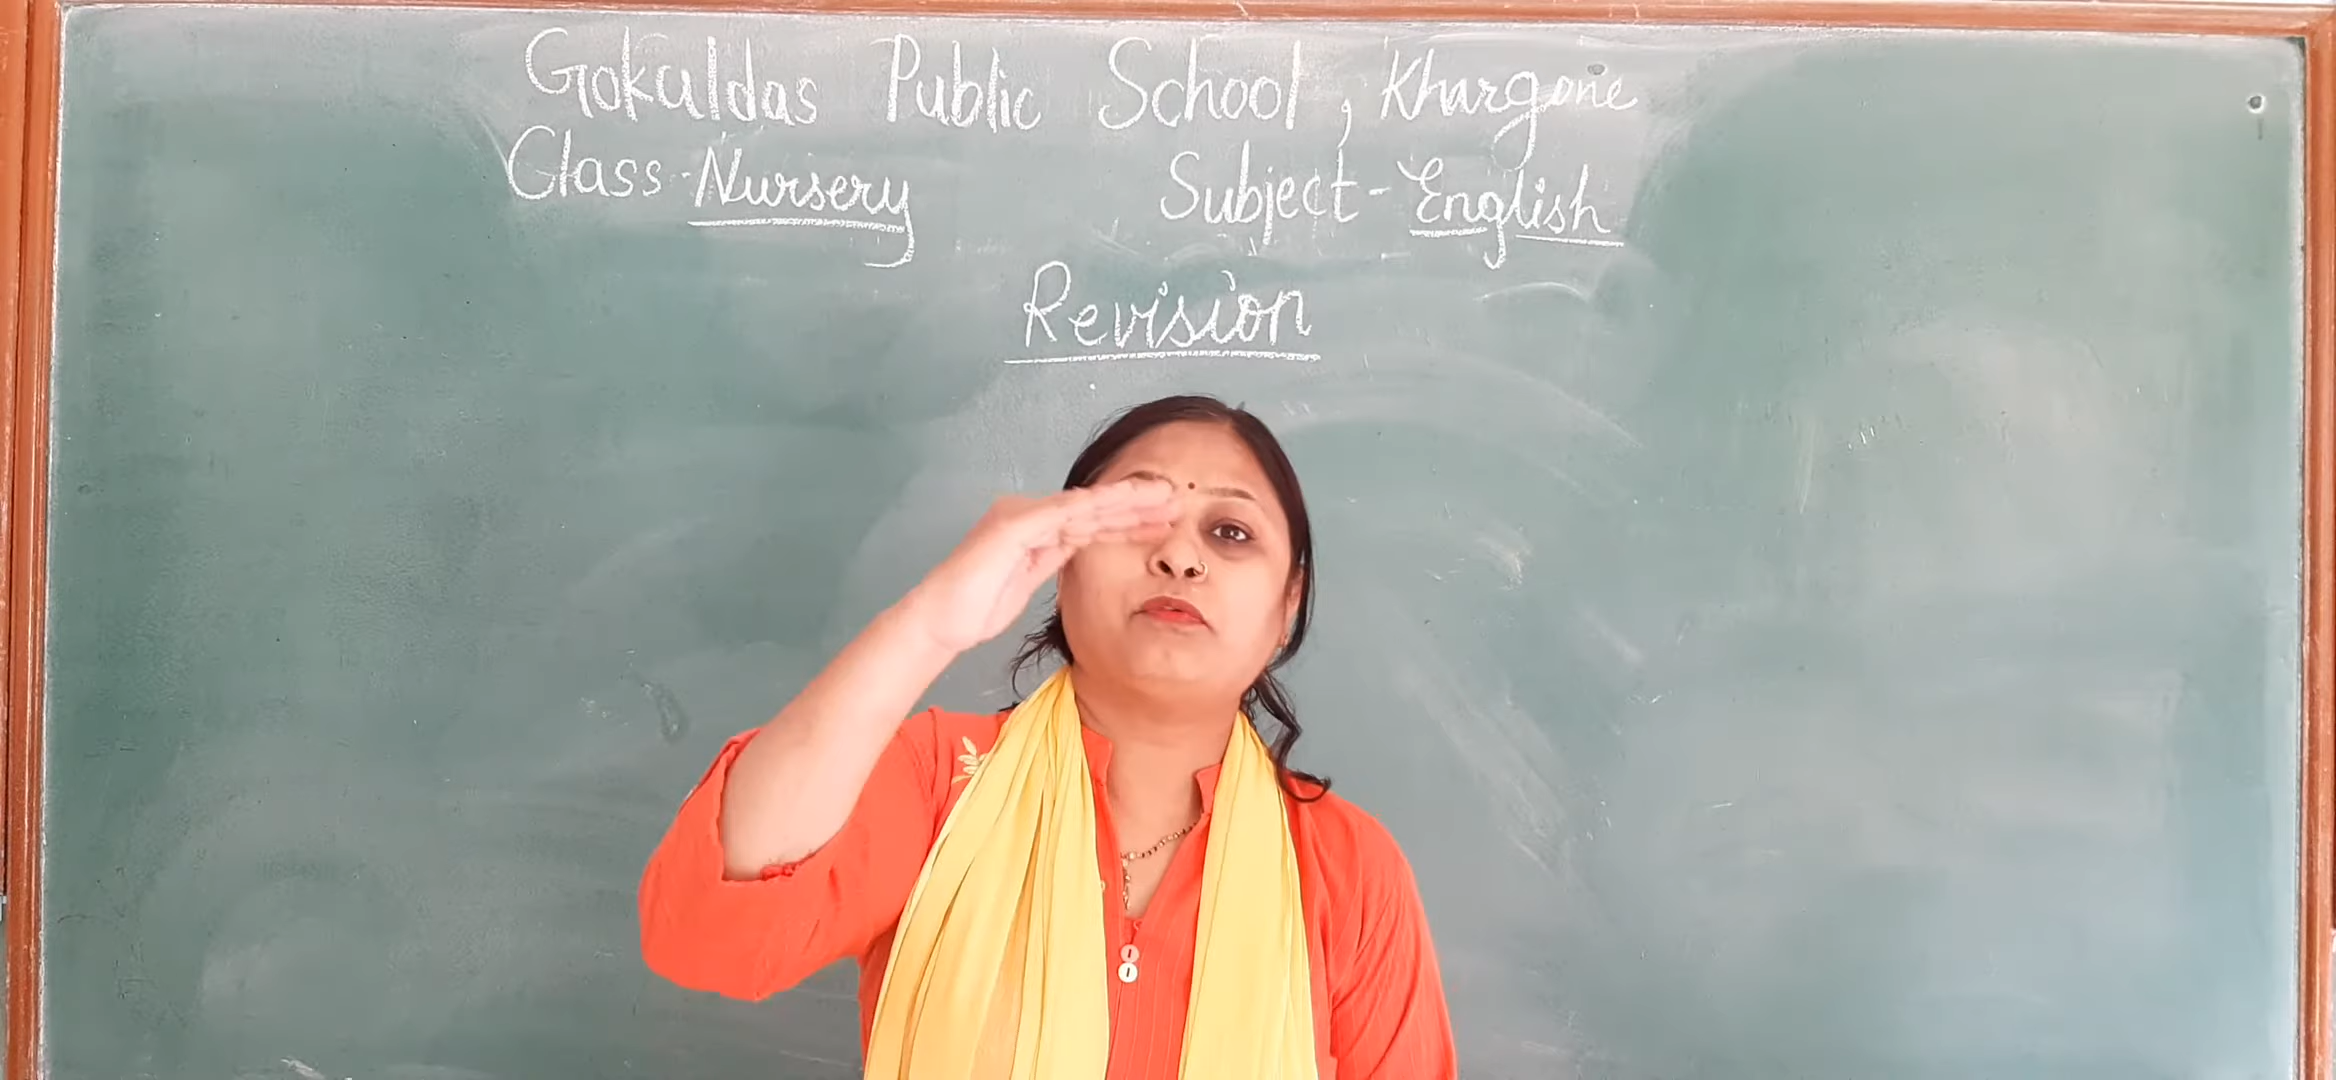 Gokuldas Public School, Khargone
Class-Nursery Subject-English
Revision